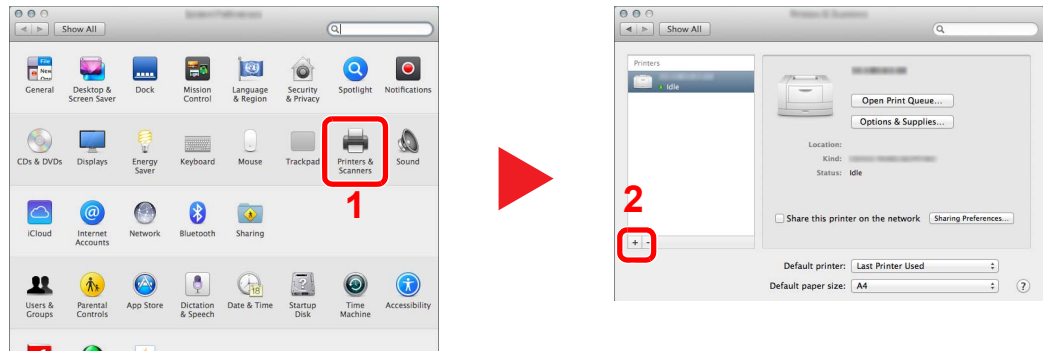 Show All
File
New
General
Desktop &
Screen Saver
Dock
Mission
Control
Language
& Region
Security
& Privacy
Spotlight
Notifications
CDs & DVDs
Displays
Energy
Saver
Keyboard
Mouse
Trackpad
Printers &
Scanners
Sound
1
iCloud
@
Internet
Accounts
Network
Bluetooth
Sharing
Users &
Groups
Parental
Controls
App Store
Dictation
& Speech
18
Date & Time
?
Startup
Disk
Time
Machine
Accessibility
Show All
Printers
Idle
Open Print Queue...
Options & Supplies...
Location:
Kind:
Status: Idle
2
Share this printer on the network Sharing Preferences...
+ -
Default printer: Last Printer Used
Default paper size: A4 ?